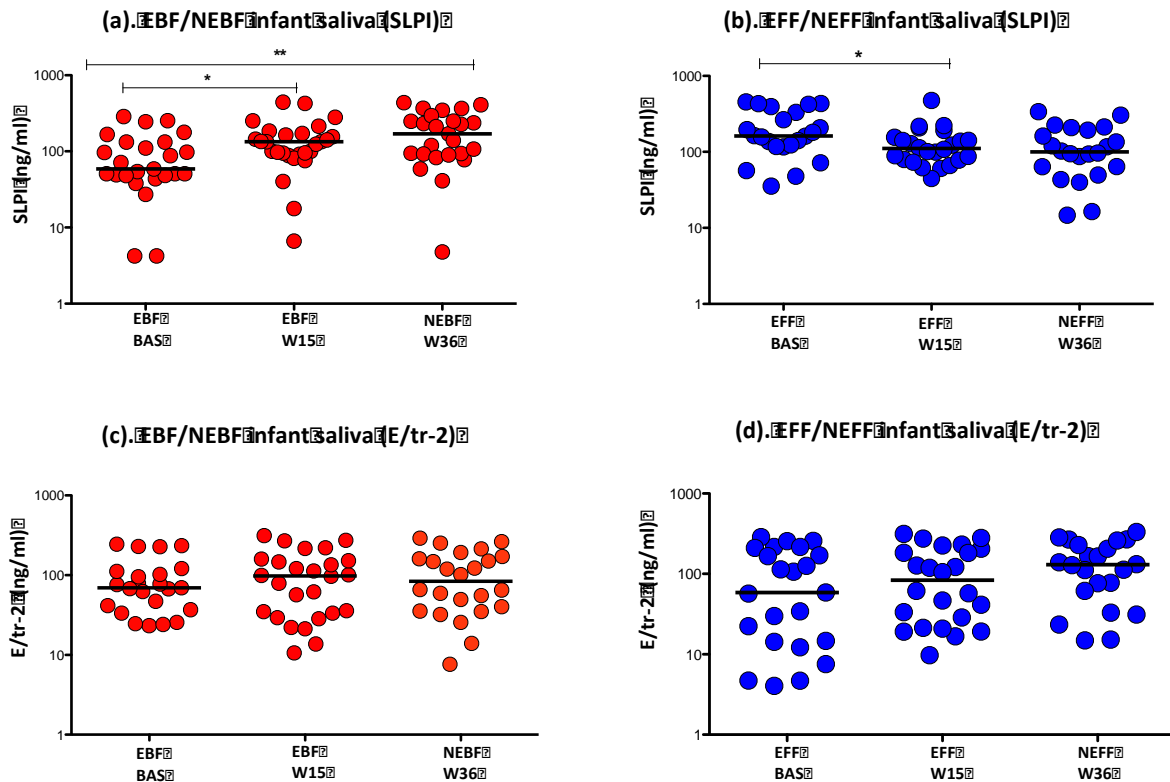 (a). EBF/NEBF infant saliva (SLPI)
**
*
1000
100
10
1
SLPI (ng/ml)
EBF EBF NEBF
BAS W15 W36
(b). EFF/NEFF infant saliva (SLPI)
*
1000
100
10
1
SLPI (ng/ml)
EFF EFF NEFF
BAS W15 W36
(c). EBF/NEBF infant saliva (E/tr-2)
1000
100
10
1
E/tr-2 (ng/ml)
EBF EBF NEBF
BAS W15 W36
(d). EFF/NEFF infant saliva (E/tr-2)
1000
100
10
1
E/tr-2 (ng/ml)
EFF EFF NEFF
BAS W15 W36